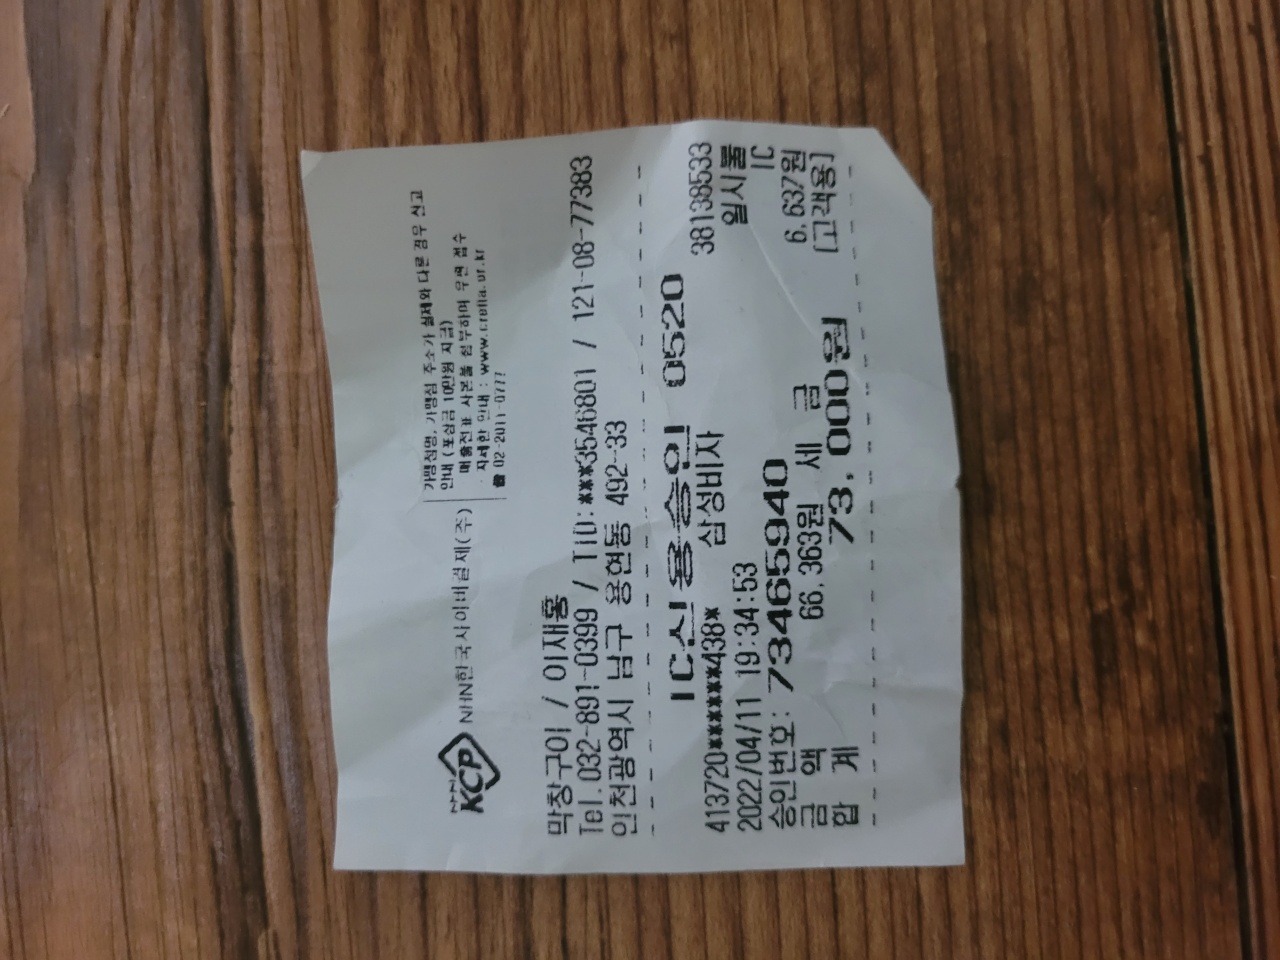 NHN KCP NHN한국사이버결제(주)
가맹점명, 가맹점 주소가 실제와 다른경우 신고
안내 (포상금 10만원 지급)
매출전표 사본을 첨부하여 우편 접수
자세한 안내 : www.crefia.or.kr
☎ 02-2011-0777
막창구이 / 이재홍
Tel.032-891-0399 / TID:***3546801 / 121-08-77383
인천광역시 남구 용현동 492-33
IC신용승인 0520
413720******438* 삼성비자 38138533
2022/04/11 19:34:53 일시불
승인번호: 73465940 IC
금 액 66,363원 세 금 6,637원
합 계 73,000원 [고객용]